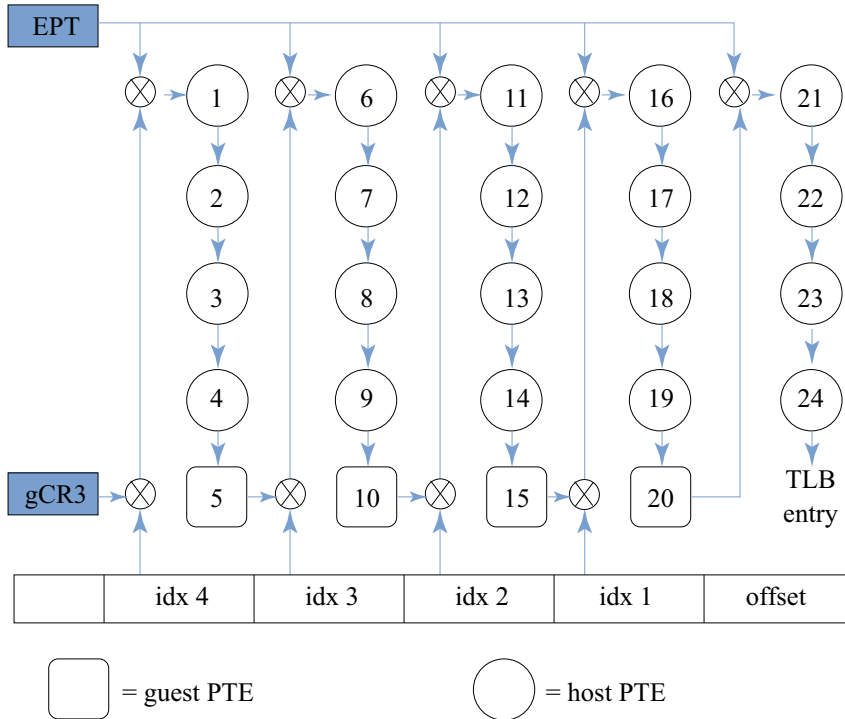 EPT
1 6 11 16 21
2 7 12 17 22
3 8 13 18 23
4 9 14 19 24
gCR3 5 10 15 20 TLB
entry
idx 4 idx 3 idx 2 idx 1 offset
= guest PTE = host PTE